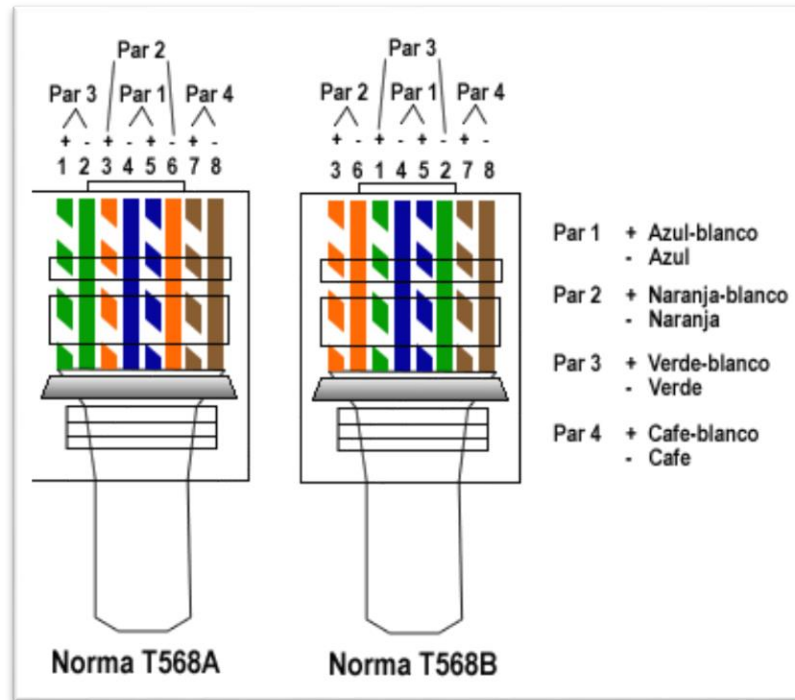 Par 2
Par 3 Par 1 Par 4
+ - + - + - + -
1 2 3 4 5 6 7 8
Norma T568A
Par 3
Par 2 Par 1 Par 4
+ - + - + - + -
3 6 1 4 5 2 7 8
Norma T568B
Par 1 + Azul-blanco
- Azul
Par 2 + Naranja-blanco
- Naranja
Par 3 + Verde-blanco
- Verde
Par 4 + Cafe-blanco
- Cafe